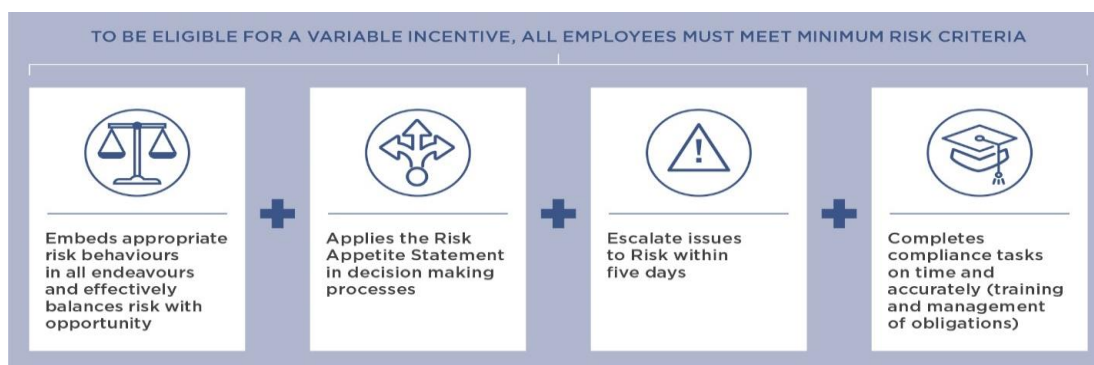 TO BE ELIGIBLE FOR A VARIABLE INCENTIVE, ALL EMPLOYEES MUST MEET MINIMUM RISK CRITERIA
Embeds appropriate
risk behaviours
in all endeavours
and effectively
balances risk with
opportunity
Applies the Risk
Appetite Statement
in decision making
processes
Escalate issues
to Risk within
five days
Completes
compliance tasks
on time and
accurately (training
and management
of obligations)